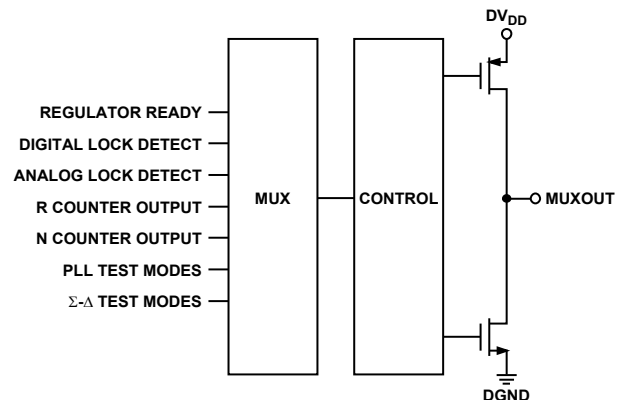 DVDD
REGULATOR READY
DIGITAL LOCK DETECT
ANALOG LOCK DETECT
R COUNTER OUTPUT
N COUNTER OUTPUT
PLL TEST MODES
Σ-Δ TEST MODES
MUX
CONTROL
MUXOUT
DGND